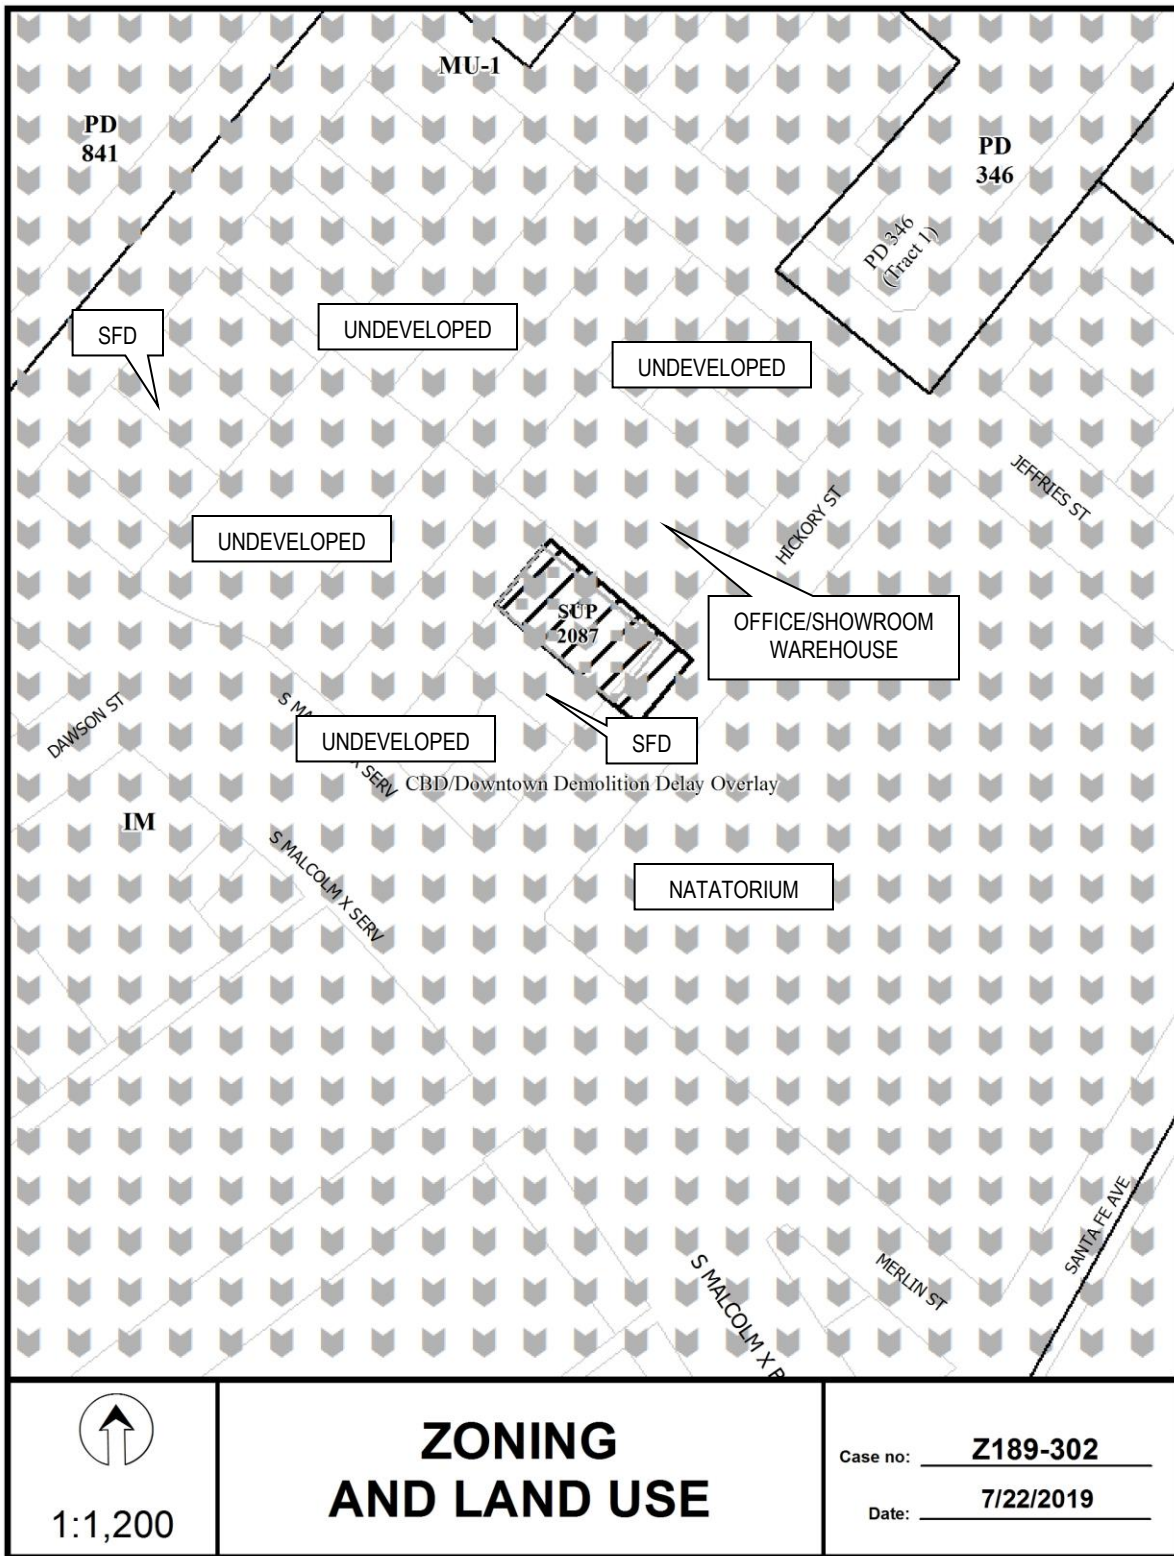 MU-1
PD
841
PD
346
PD 346
(Tract 1)
SFD
UNDEVELOPED
UNDEVELOPED
JEFFRIES ST
HICKORY ST
UNDEVELOPED
SUP
2087
OFFICE/SHOWROOM
WAREHOUSE
DAWSON ST
S MA
X SERV
UNDEVELOPED
SFD
CBD/Downtown Demolition Delay Overlay
IM
S MALCOLM X SERV
NATATORIUM
SANTA FE AVE
MERLIN ST
S MALCOLM X
1:1,200
ZONING
AND LAND USE
Case no: Z189-302
Date: 7/22/2019